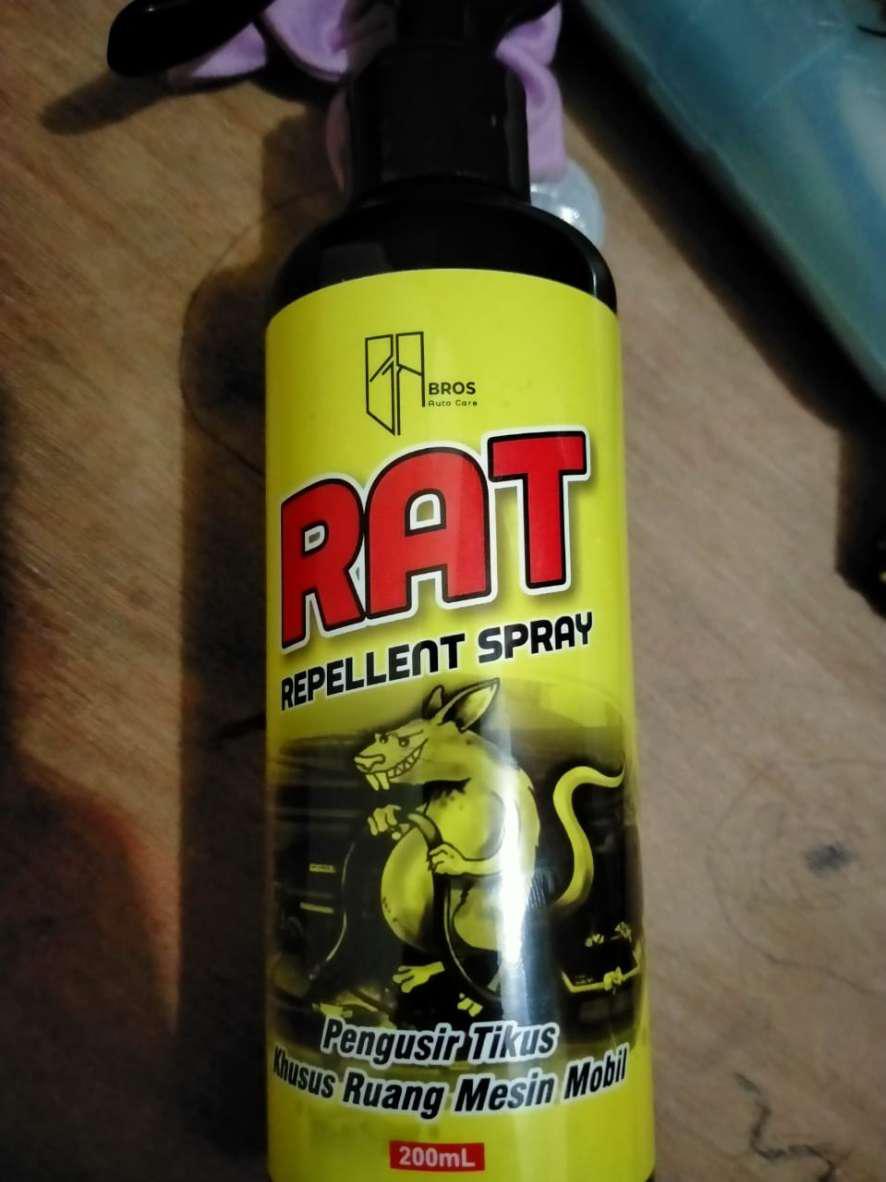 BROS
Auto Care
RAT
REPELLENT SPRAY
Pengusir Tikus
Khusus Ruang Mesin Mobil
200mL